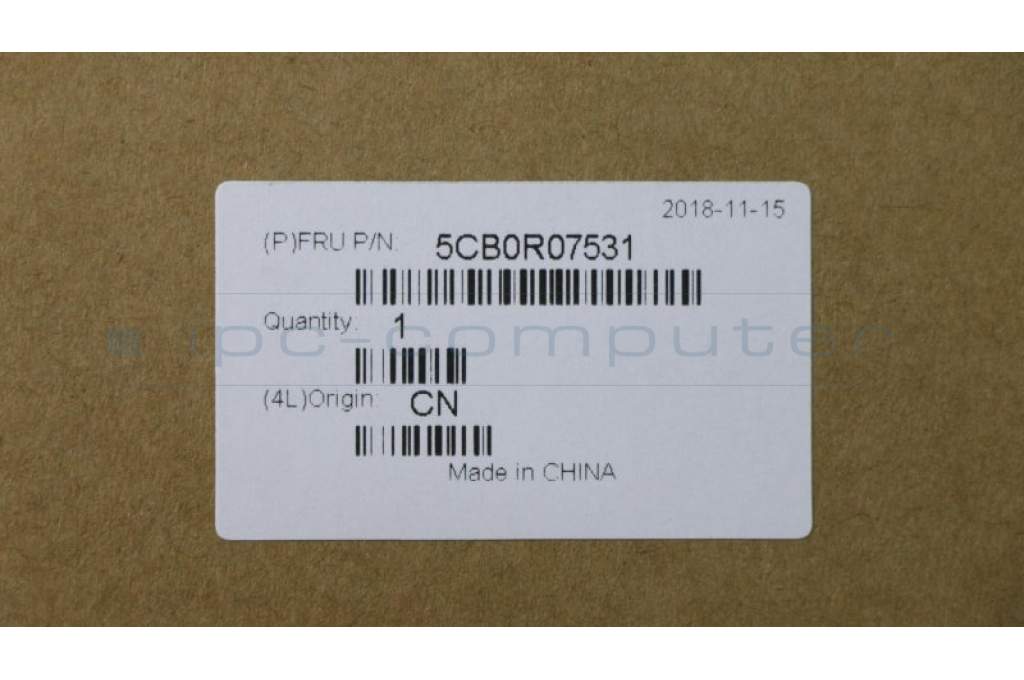 2018-11-15
(P)FRU P/N: 5CB0R07531
Quantity: 1
ipc-computer
(4L)Origin: CN
Made in CHINA